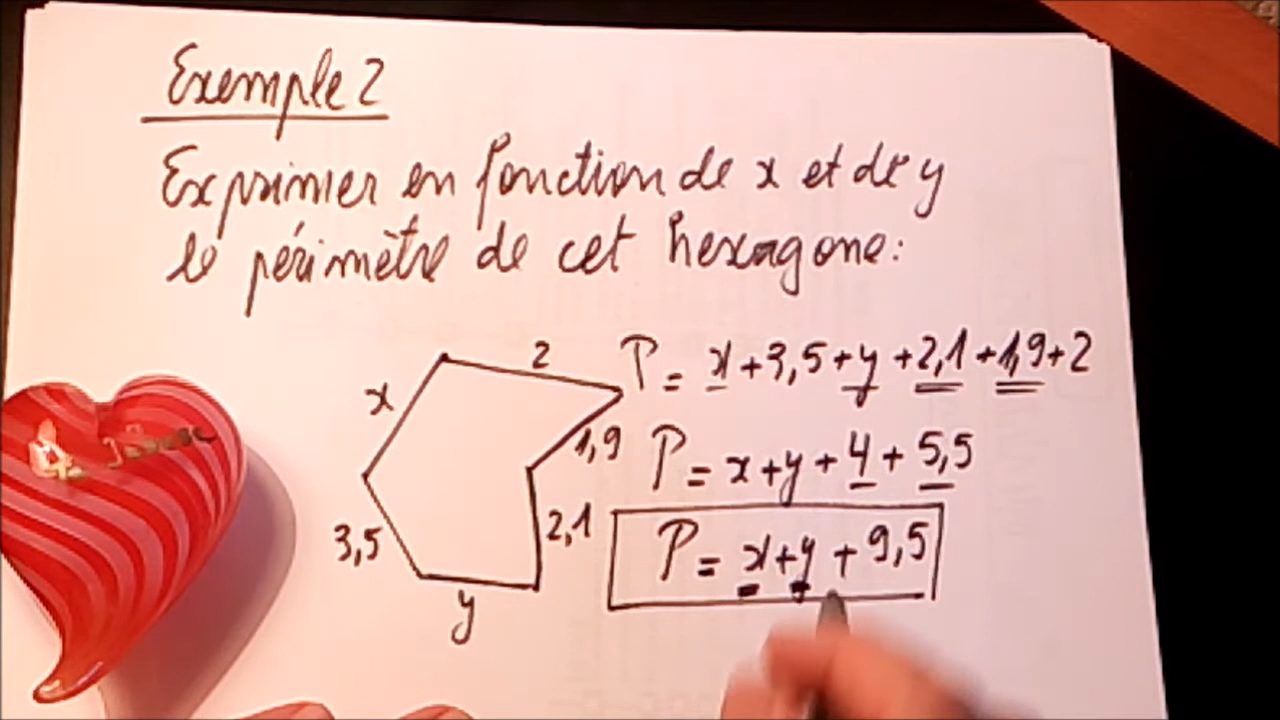 Exemple 2
Exprimer en fonction de x et de y
le périmètre de cet hexagone:
2
x
1,9
3,5
2,1
y
P = x + 3,5 + y + 2,1 + 1,9 + 2
P = x + y + 4 + 5,5
P = x + y + 9,5